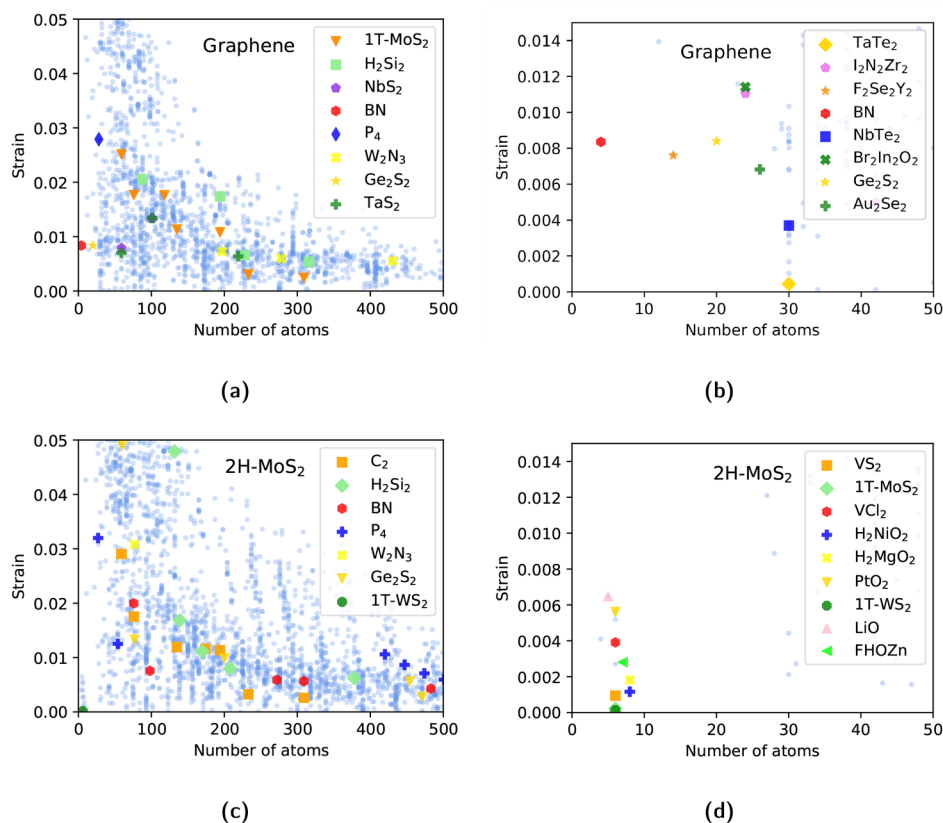 Graphene
1T-MoS₂
H₂Si₂
NbS₂
BN
P₄
W₂N₃
Ge₂S₂
TaS₂
0.05
0.04
0.03
0.02
0.01
0.00
Strain
0 100 200 300 400 500
Number of atoms
(a)
Graphene
TaTe₂
I₂N₂Zr₂
F₂Se₂Y₂
BN
NbTe₂
Br₂In₂O₂
Ge₂S₂
Au₂Se₂
0.014
0.012
0.010
0.008
0.006
0.004
0.002
0.000
Strain
0 10 20 30 40 50
Number of atoms
(b)
2H-MoS₂
C₂
H₂Si₂
BN
P₄
W₂N₃
Ge₂S₂
1T-WS₂
0.05
0.04
0.03
0.02
0.01
0.00
Strain
0 100 200 300 400 500
Number of atoms
(c)
2H-MoS₂
VS₂
1T-MoS₂
VCl₂
H₂NiO₂
H₂MgO₂
PtO₂
1T-WS₂
LiO
FHOZn
0.014
0.012
0.010
0.008
0.006
0.004
0.002
0.000
Strain
0 10 20 30 40 50
Number of atoms
(d)